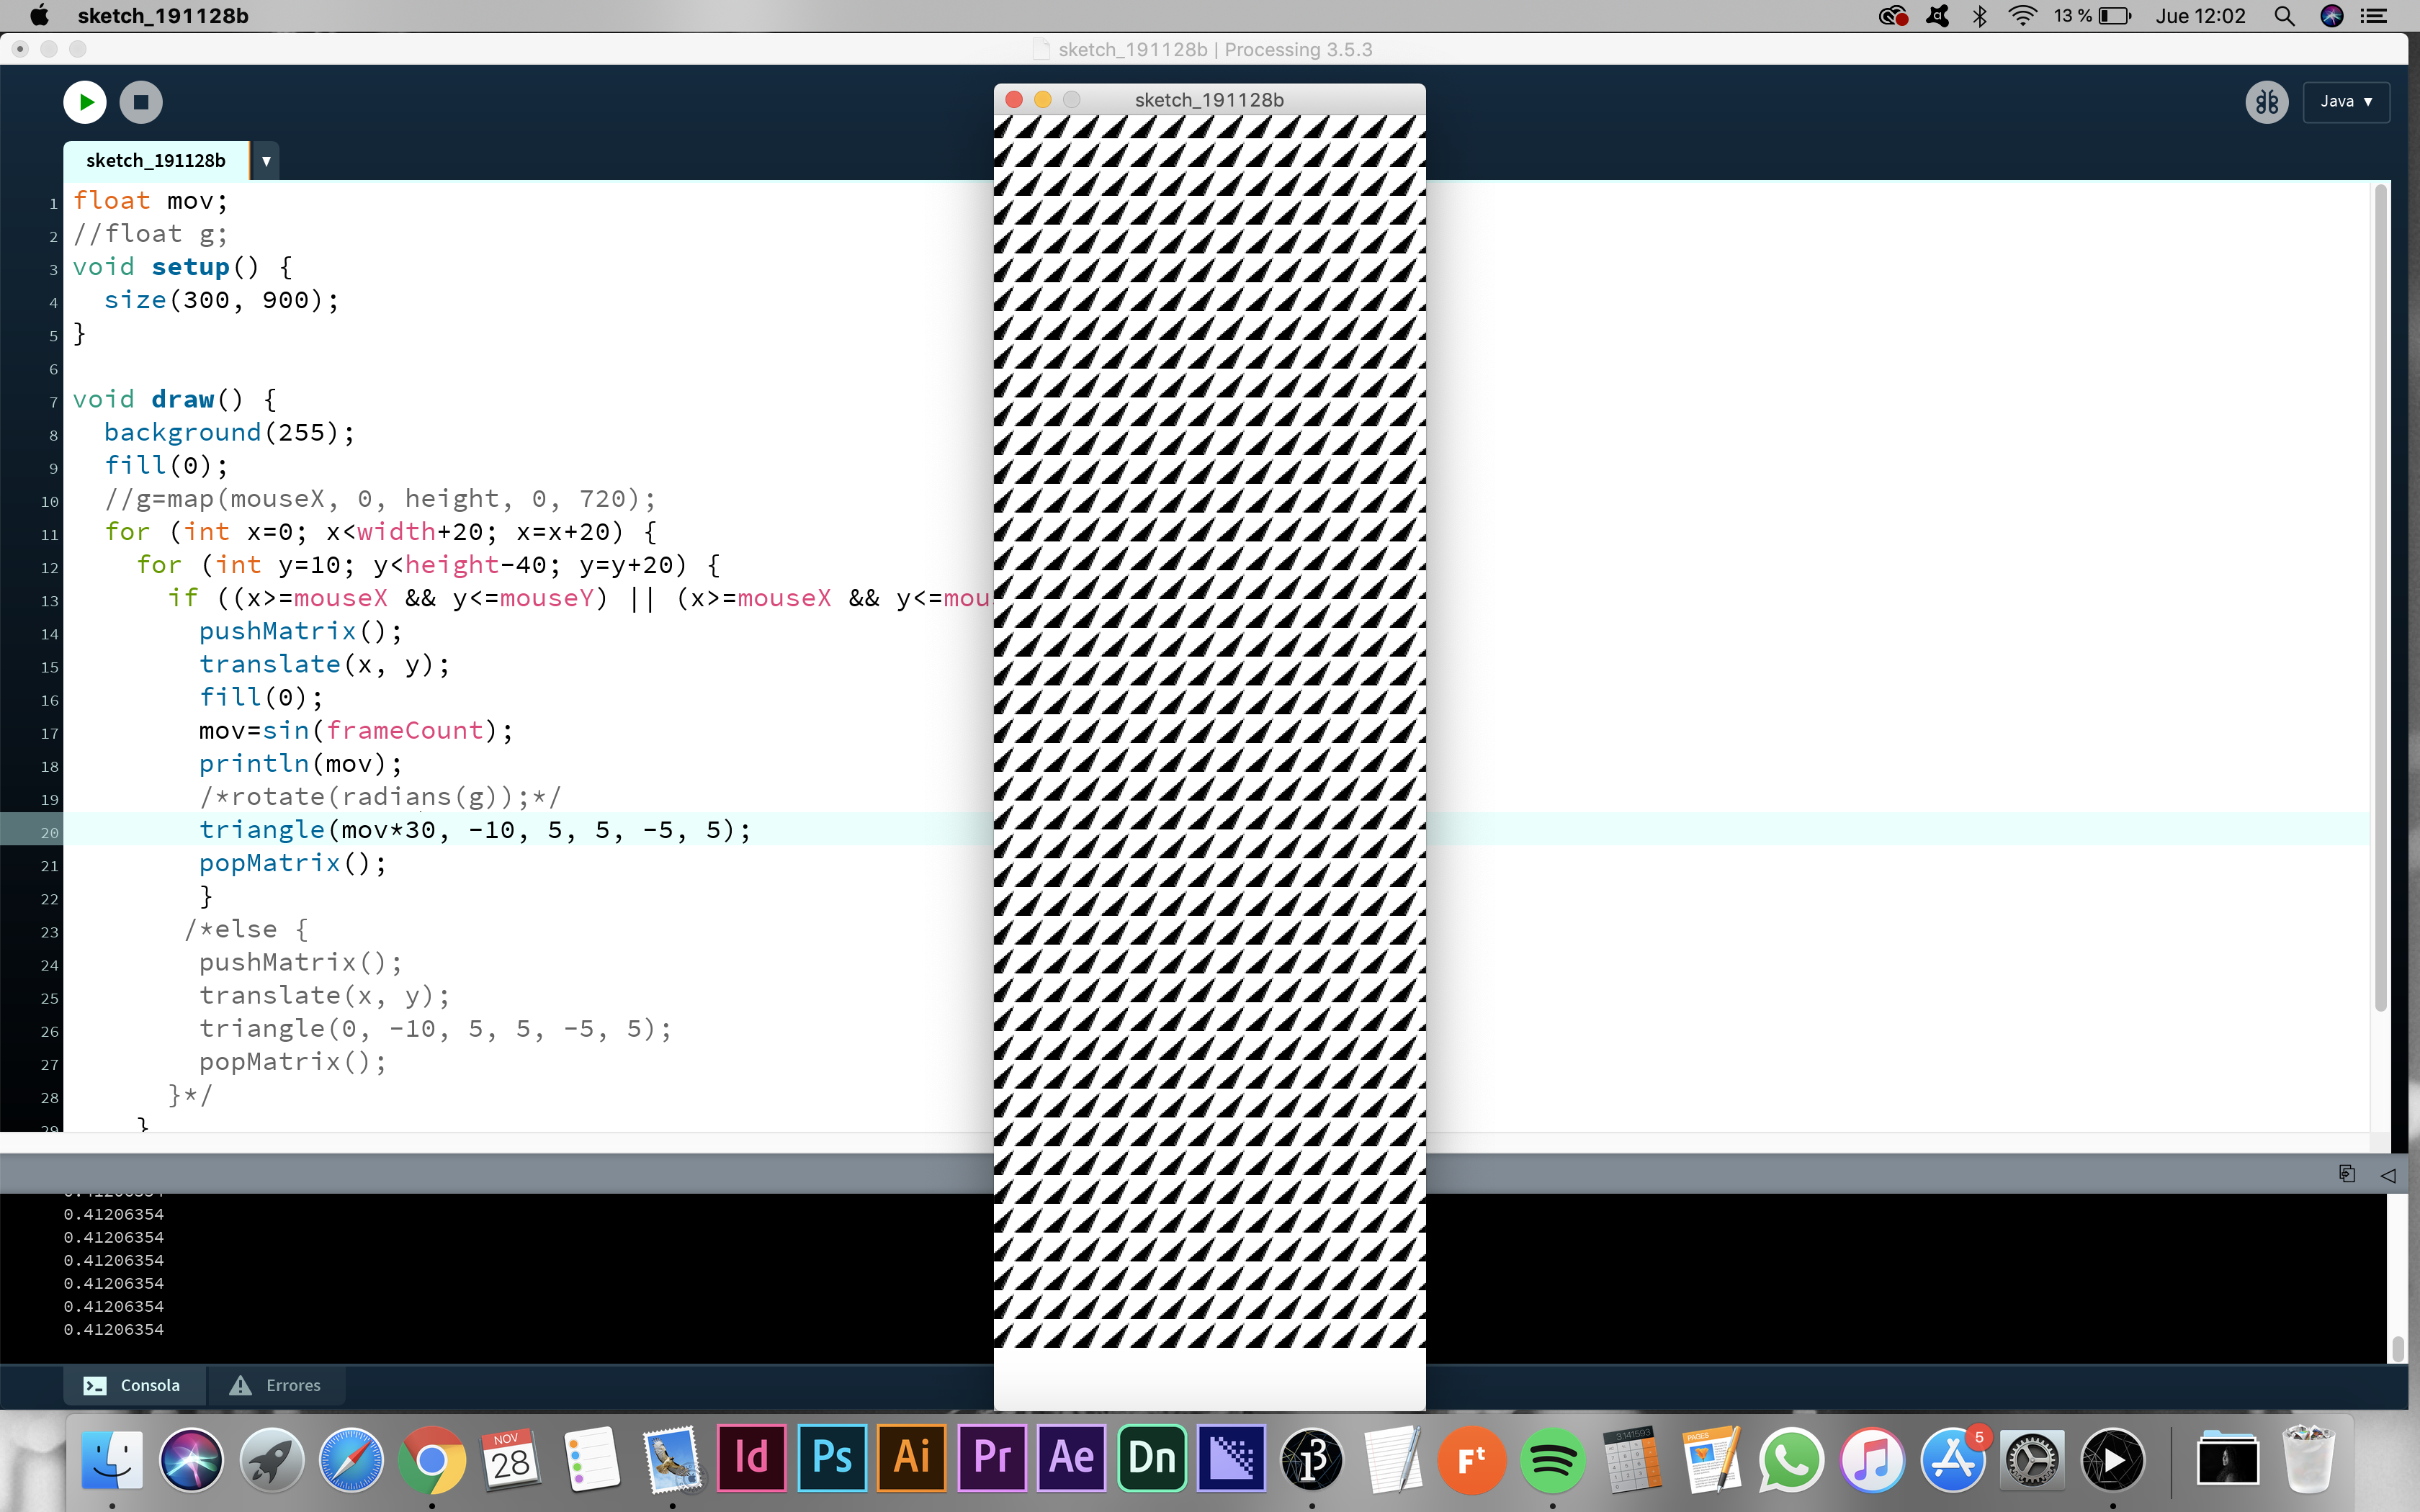 sketch_191128b
13 %
Jue 12:02
sketch_191128b | Processing 3.5.3
sketch_191128b
Java ▼
sketch_191128b ▼
1 float mov;
2 //float g;
3 void setup() {
4 size(300, 900);
5 }
6
7 void draw() {
8 background(255);
9 fill(0);
10 //g=map(mouseX, 0, height, 0, 720);
11 for (int x=0; x<width+20; x=x+20) {
12 for (int y=10; y<height-40; y=y+20) {
13 if ((x>=mouseX && y<=mouseY) || (x>=mouseX && y<=mou
14 pushMatrix();
15 translate(x, y);
16 fill(0);
17 mov=sin(frameCount);
18 println(mov);
19 /*rotate(radians(g));*/
20 triangle(mov*30, -10, 5, 5, -5, 5);
21 popMatrix();
22 }
23 /*else {
24 pushMatrix();
25 translate(x, y);
26 triangle(0, -10, 5, 5, -5, 5);
27 popMatrix();
28 }*/
29 }
0.41206354
0.41206354
0.41206354
0.41206354
0.41206354
0.41206354
0.41206354
Consola
Errores
NOV
28
Id
Ps
Ai
Pr
Ae
Dn
13
Ft
3.141593
PAGES
5